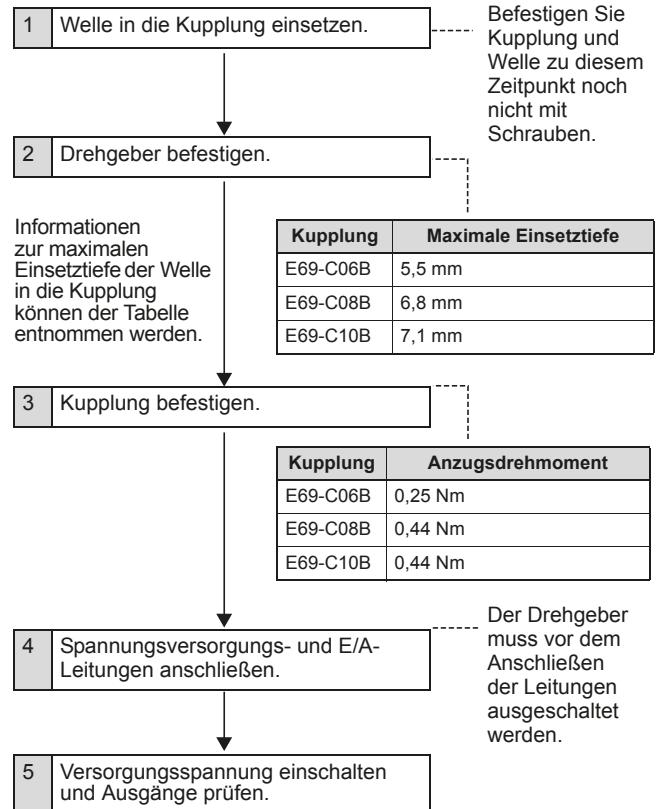 1 Welle in die Kupplung einsetzen.
Befestigen Sie
Kupplung und
Welle zu diesem
Zeitpunkt noch
nicht mit
Schrauben.
2 Drehgeber befestigen.
Informationen
zur maximalen
Einsetztiefe der Welle
in die Kupplung
können der Tabelle
entnommen werden.
Kupplung Maximale Einsetztiefe
E69-C06B 5,5 mm
E69-C08B 6,8 mm
E69-C10B 7,1 mm
3 Kupplung befestigen.
Kupplung Anzugsdrehmoment
E69-C06B 0,25 Nm
E69-C08B 0,44 Nm
E69-C10B 0,44 Nm
4 Spannungsversorgungs- und E/A-
Leitungen anschließen.
Der Drehgeber
muss vor dem
Anschließen
der Leitungen
ausgeschaltet
werden.
5 Versorgungsspannung einschalten
und Ausgänge prüfen.